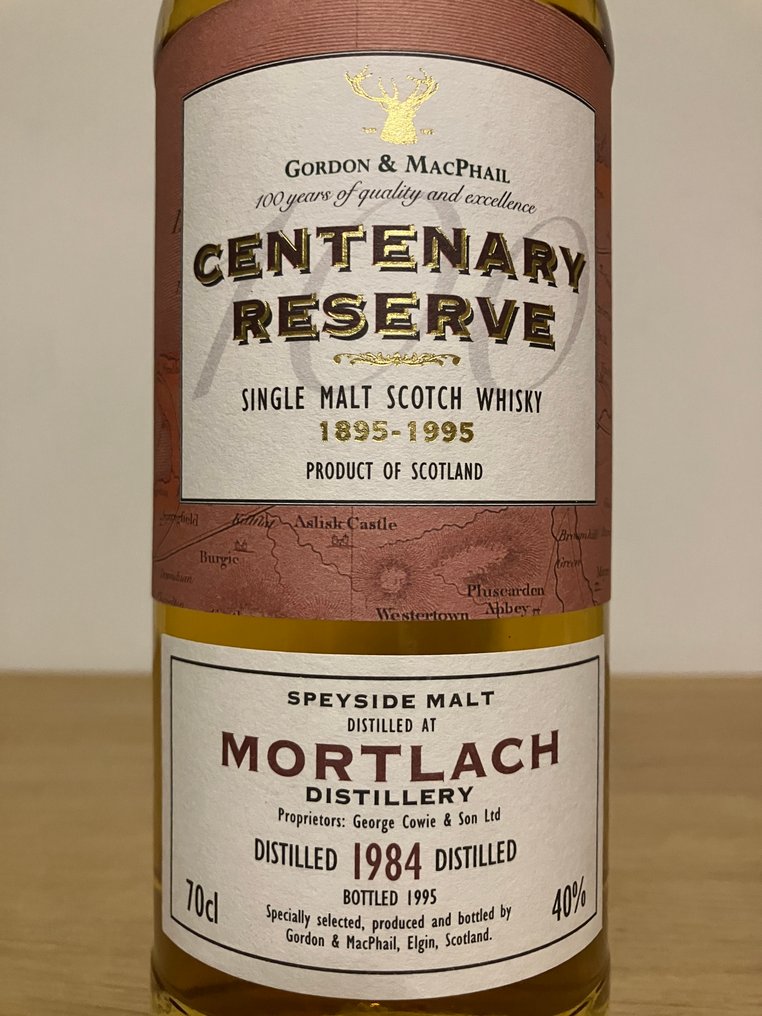 GORDON & MACPHAIL
100 years of quality and excellence
100
CENTENARY
RESERVE
SINGLE MALT SCOTCH WHISKY
1895-1995
PRODUCT OF SCOTLAND
Aslisk Castle
Burgie
Pluscarden
Abbey
Westertown
SPEYSIDE MALT
DISTILLED AT
MORTLACH
DISTILLERY
Proprietors: George Cowie & Son Ltd
DISTILLED 1984 DISTILLED
BOTTLED 1995
70cl
40%
Specially selected, produced and bottled by
Gordon & MacPhail, Elgin, Scotland.